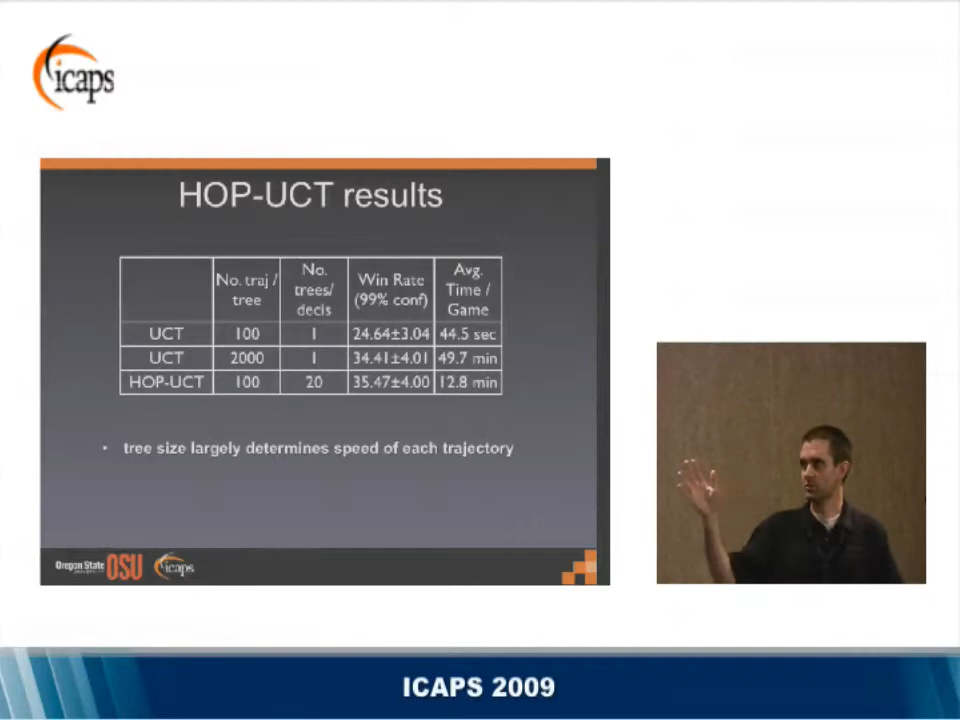 icaps
HOP-UCT results
No. traj / tree
No. trees/ decis
Win Rate (99% conf)
Avg. Time / Game
UCT 100 1 24.64±3.04 44.5 sec
UCT 2000 1 34.41±4.01 49.7 min
HOP-UCT 100 20 35.47±4.00 12.8 min
• tree size largely determines speed of each trajectory
Oregon State OSU icaps
ICAPS 2009